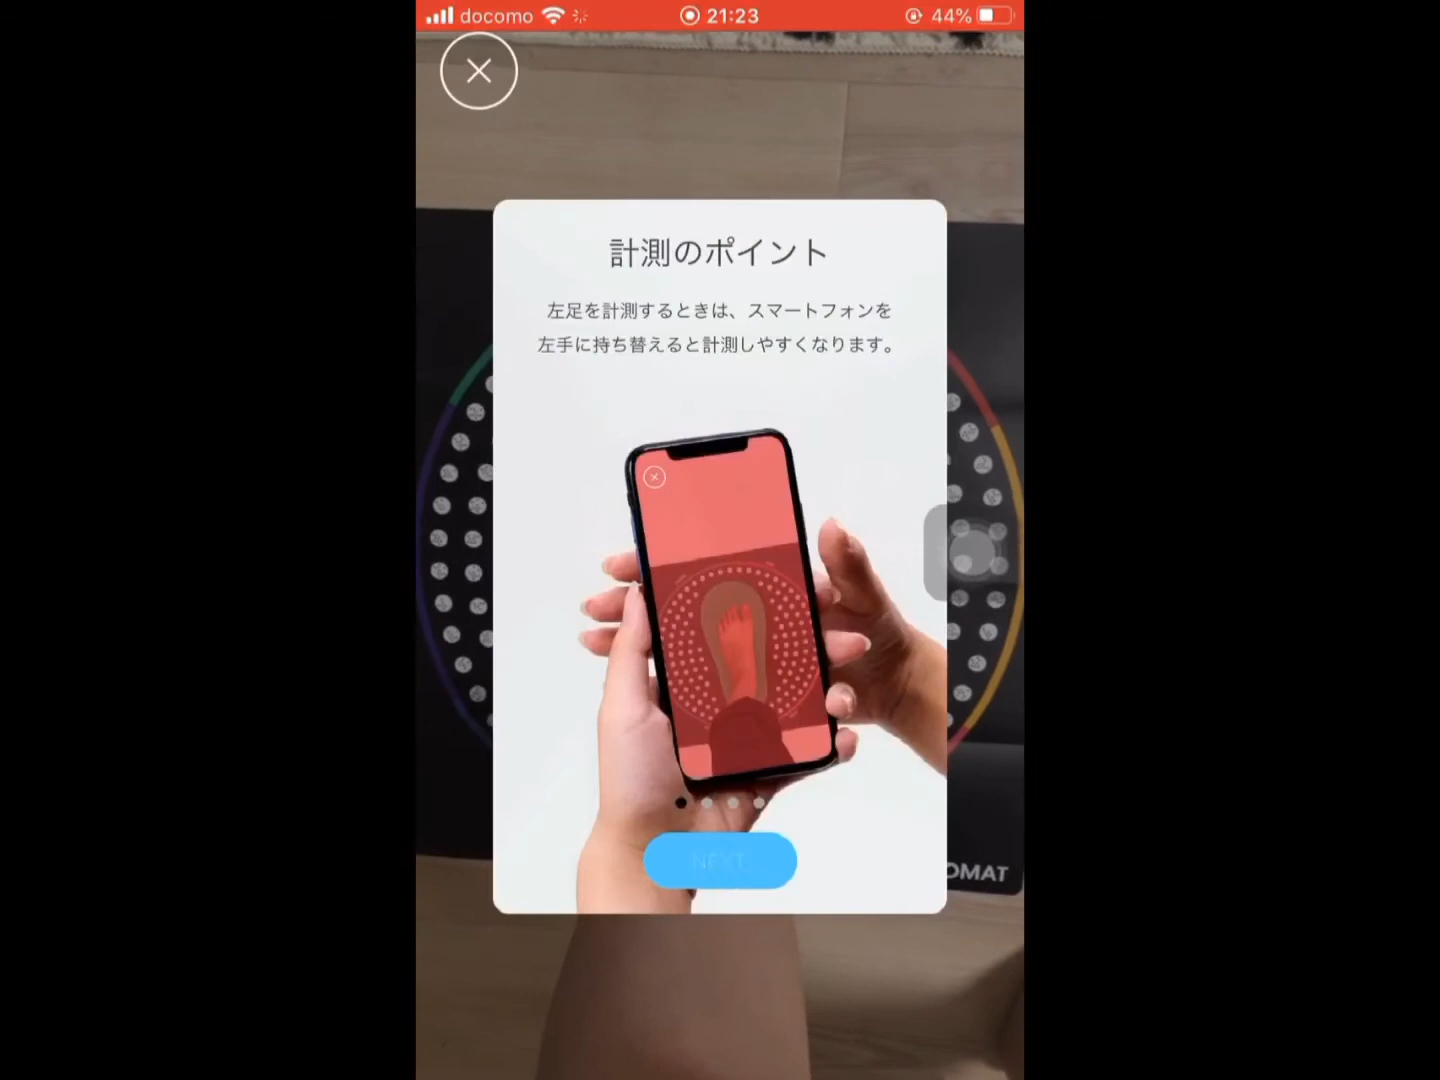 docomo 21:23 44%
計測のポイント
左足を計測するときは、スマートフォンを
左手に持ち替えると計測しやすくなります。
NEXT
OMAT